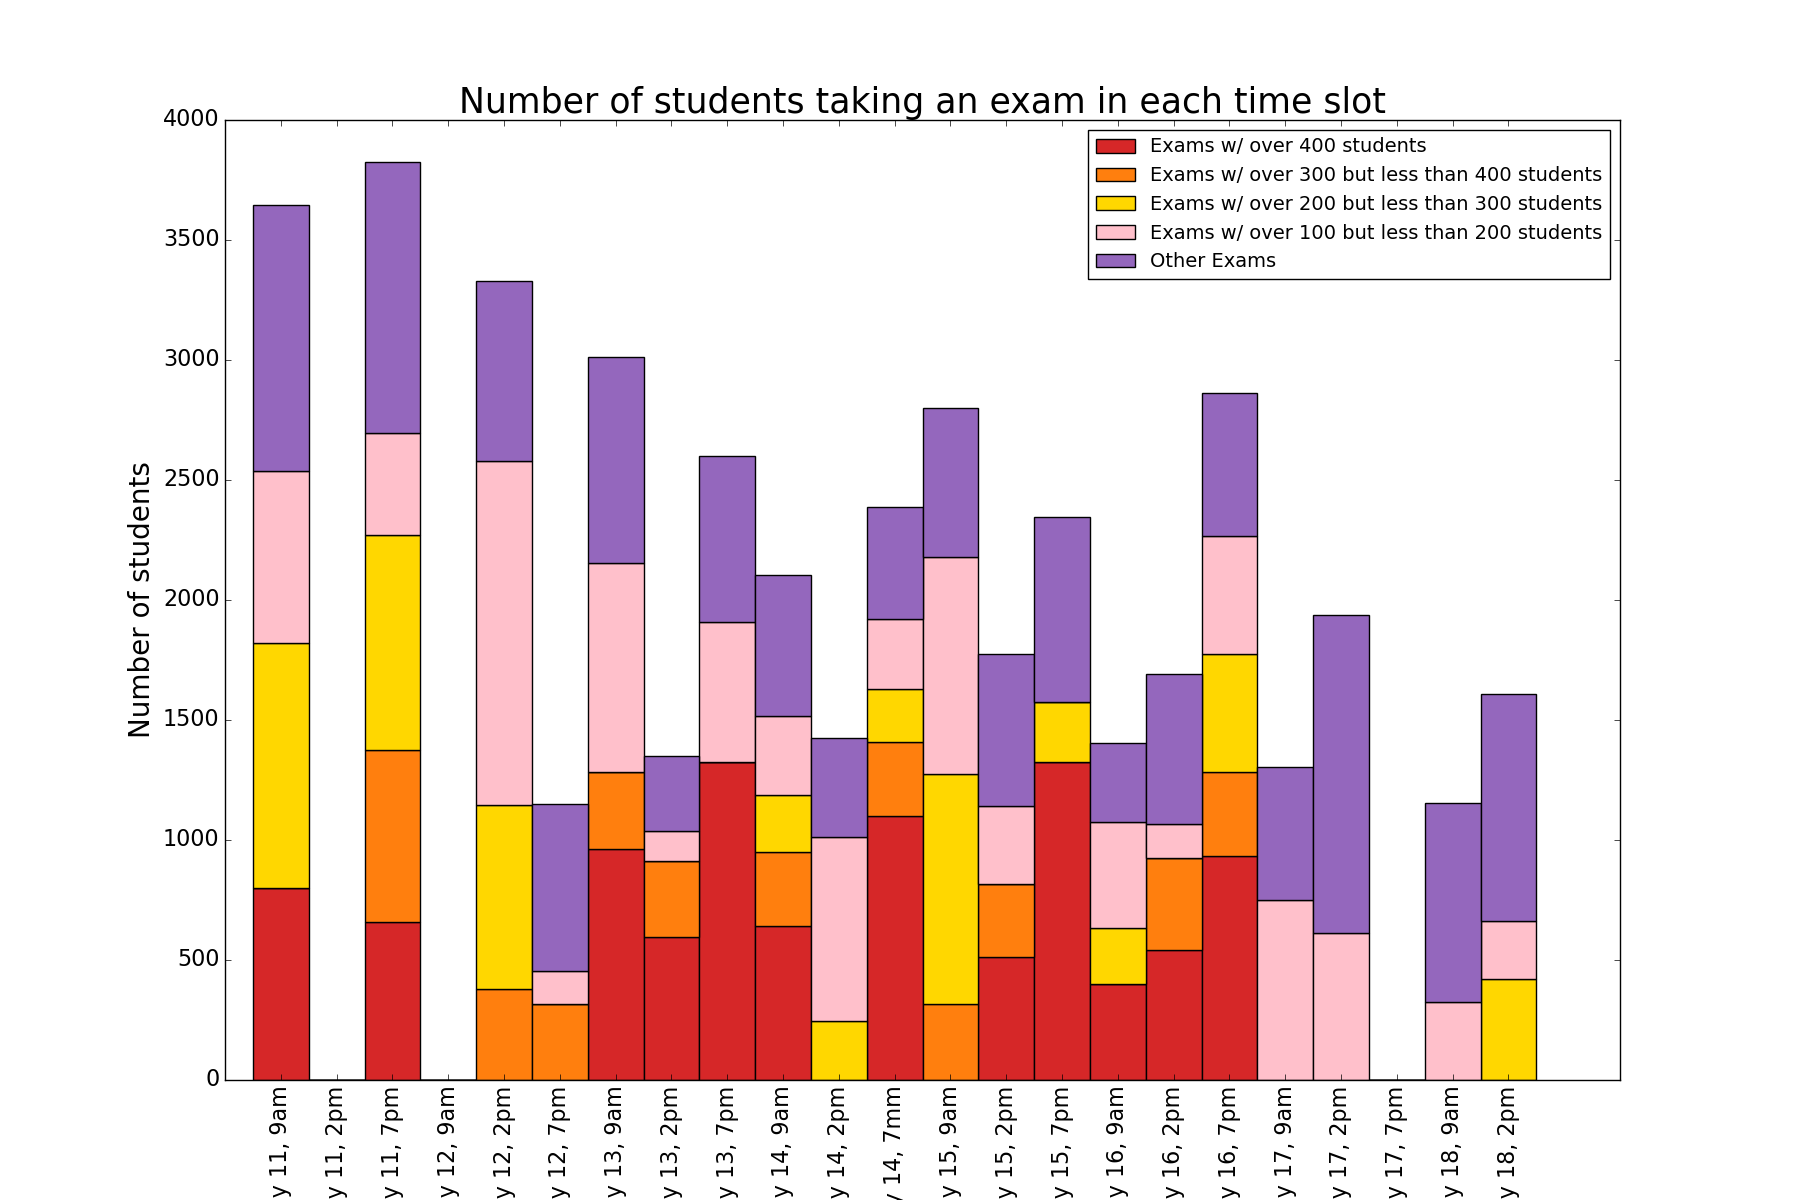 Number of students taking an exam in each time slot
Exams w/ over 400 students
Exams w/ over 300 but less than 400 students
Exams w/ over 200 but less than 300 students
Exams w/ over 100 but less than 200 students
Other Exams
Number of students
4000
3500
3000
2500
2000
1500
1000
500
0
y 11, 9am
y 11, 2pm
y 11, 7pm
y 12, 9am
y 12, 2pm
y 12, 7pm
y 13, 9am
y 13, 2pm
y 13, 7pm
y 14, 9am
y 14, 2pm
y 14, 7mm
y 15, 9am
y 15, 2pm
y 15, 7pm
y 16, 9am
y 16, 2pm
y 16, 7pm
y 17, 9am
y 17, 2pm
y 17, 7pm
y 18, 9am
y 18, 2pm